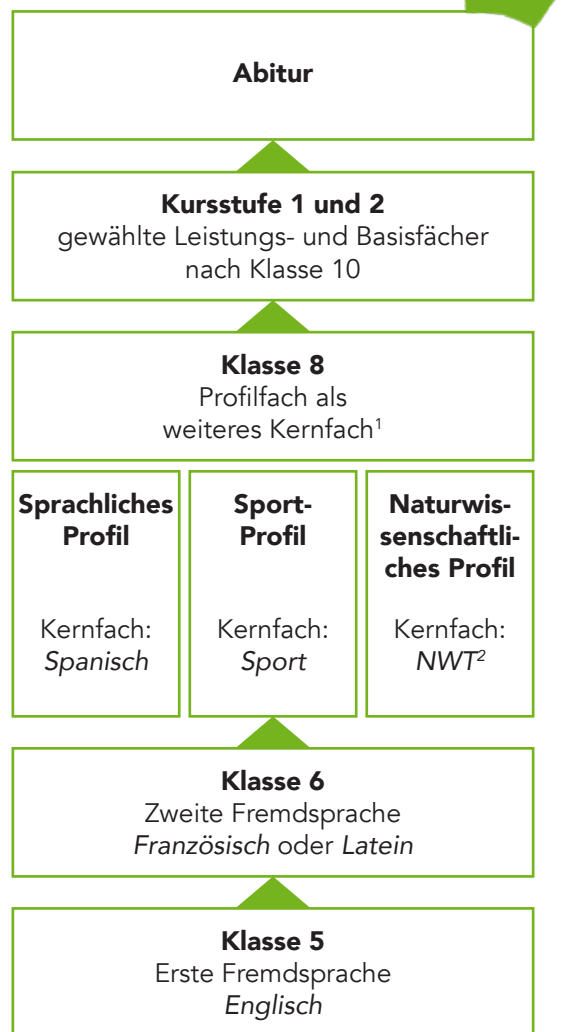 Abitur
Kursstufe 1 und 2
gewählte Leistungs- und Basisfächer
nach Klasse 10
Klasse 8
Profilfach als
weiteres Kernfach¹
Sprachliches
Profil
Kernfach:
Spanisch
Sport-
Profil
Kernfach:
Sport
Naturwis-
senschaftli-
ches Profil
Kernfach:
NWT²
Klasse 6
Zweite Fremdsprache
Französisch oder Latein
Klasse 5
Erste Fremdsprache
Englisch